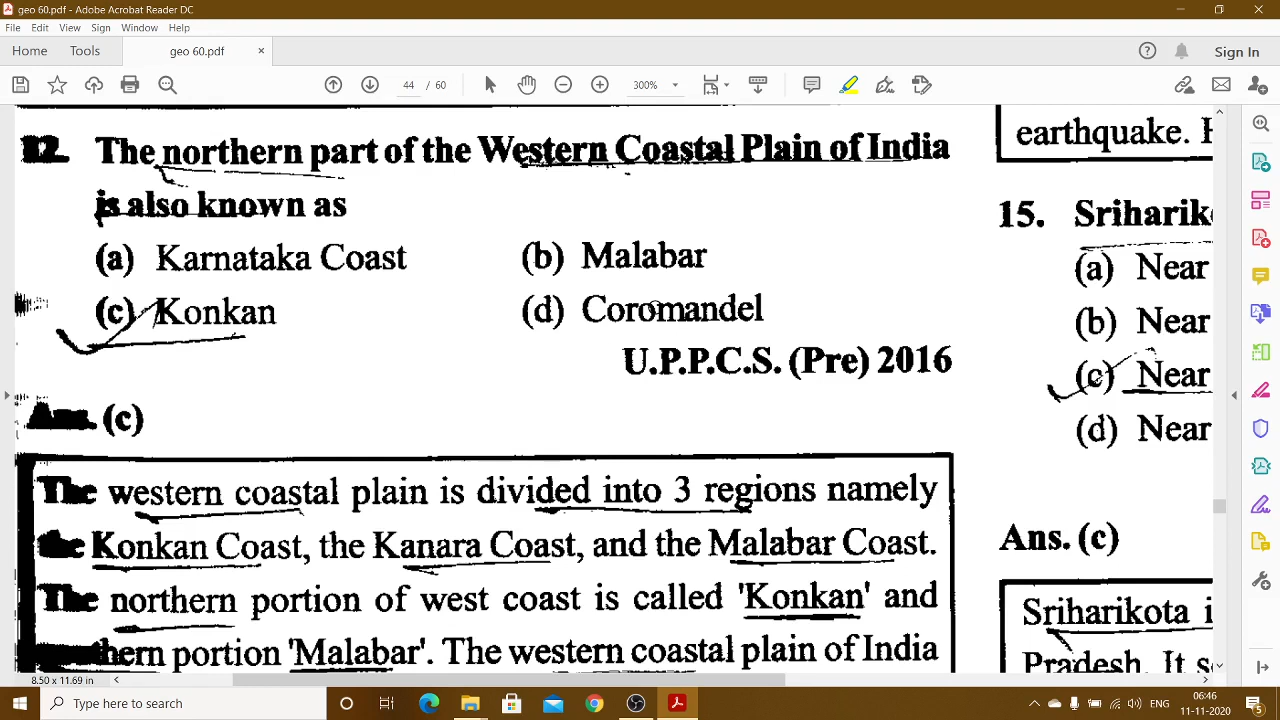 geo 60.pdf - Adobe Acrobat Reader DC
File Edit View Sign Window Help
Home Tools geo 60.pdf × Sign In
44 / 60 300%
12. The northern part of the Western Coastal Plain of India
is also known as
(a) Karnataka Coast (b) Malabar
(c) Konkan (d) Coromandel
U.P.P.C.S. (Pre) 2016
Ans. (c)
The western coastal plain is divided into 3 regions namely
the Konkan Coast, the Kanara Coast, and the Malabar Coast.
The northern portion of west coast is called 'Konkan' and
portion 'Malabar'. The western coastal plain of India
earthquake. H
15. Shariko
(a) Near
(b) Near
(c) Near
(d) Near
Ans. (c)
Sriharikota i
Pradesh. It s
8.50 x 11.69 in
Type here to search
ENG
06:46
11-11-2020
5